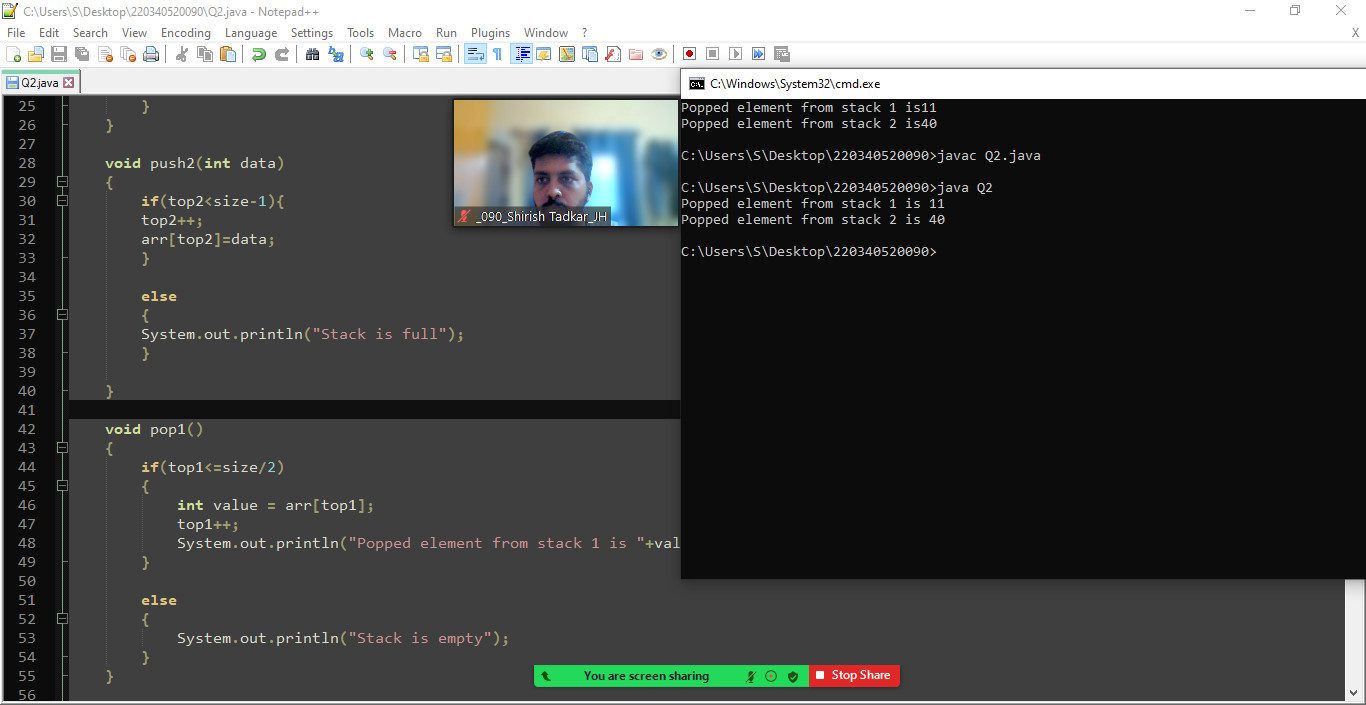 C:\Users\S\Desktop\220340520090\Q2.java - Notepad++
File Edit Search View Encoding Language Settings Tools Macro Run Plugins Window ? X
Q2.java
25 }
26 }
27
28 void push2(int data)
29 {
30 if(top2<size-1){
31 top2++;
32 arr[top2]=data;
33 }
34
35 else
36 {
37 System.out.println("Stack is full");
38 }
39
40 }
41
42 void pop1()
43 {
44 if(top1<=size/2)
45 {
46 int value = arr[top1];
47 top1++;
48 System.out.println("Popped element from stack 1 is "+val
49 }
50
51 else
52 {
53 System.out.println("Stack is empty");
54 }
55 }
56
_090_Shirish Tadkar_JH
C:\Windows\System32\cmd.exe
Popped element from stack 1 is11
Popped element from stack 2 is40
C:\Users\S\Desktop\220340520090>javac Q2.java
C:\Users\S\Desktop\220340520090>java Q2
Popped element from stack 1 is 11
Popped element from stack 2 is 40
C:\Users\S\Desktop\220340520090>
You are screen sharing
Stop Share